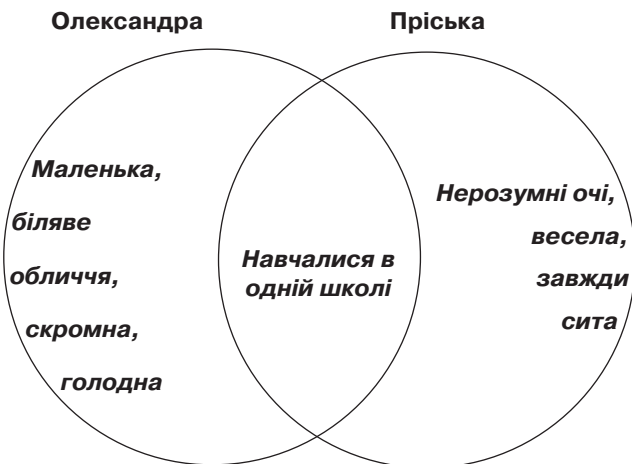 Олександра
Пріська
Маленька,
біляве
обличчя,
скромна,
голодна
Навчалися в
одній школі
Нерозумні очі,
весела,
завжди
сита